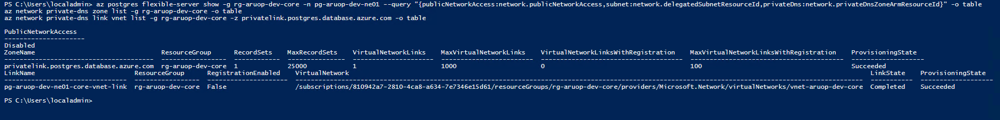 PS C:\Users\localadmin> az postgres flexible-server show -g rg-aruop-dev-core -n pg-aruop-dev-ne01 --query "{publicNetworkAccess:network.publicNetworkAccess,subnet:network.delegatedSubnetResourceId,privateDns:network.privateDnsZoneArmResourceId}" -o table
az network private-dns zone list -g rg-aruop-dev-core -o table
az network private-dns link vnet list -g rg-aruop-dev-core -z privatelink.postgres.database.azure.com -o table
PublicNetworkAccess
---------------------
Disabled
ZoneName ResourceGroup RecordSets MaxRecordSets VirtualNetworkLinks MaxVirtualNetworkLinks VirtualNetworkLinksWithRegistration MaxVirtualNetworkLinksWithRegistration ProvisioningState
--------------------------------------- ----------------- ------------ --------------- --------------------- ------------------------ ------------------------------------- ---------------------------------------- -------------------
privatelink.postgres.database.azure.com rg-aruop-dev-core 1 25000 1 1000 0 100 Succeeded
LinkName ResourceGroup RegistrationEnabled VirtualNetwork LinkState ProvisioningState
-------------------------------- ----------------- --------------------- ---------------------------------------------------------------------------------------------------------------------------------------------------- ----------- -------------------
pg-aruop-dev-ne01-core-vnet-link rg-aruop-dev-core False /subscriptions/810942a7-2810-4ca8-a634-7e7346e15d61/resourceGroups/rg-aruop-dev-core/providers/Microsoft.Network/virtualNetworks/vnet-aruop-dev-core Completed Succeeded
PS C:\Users\localadmin>